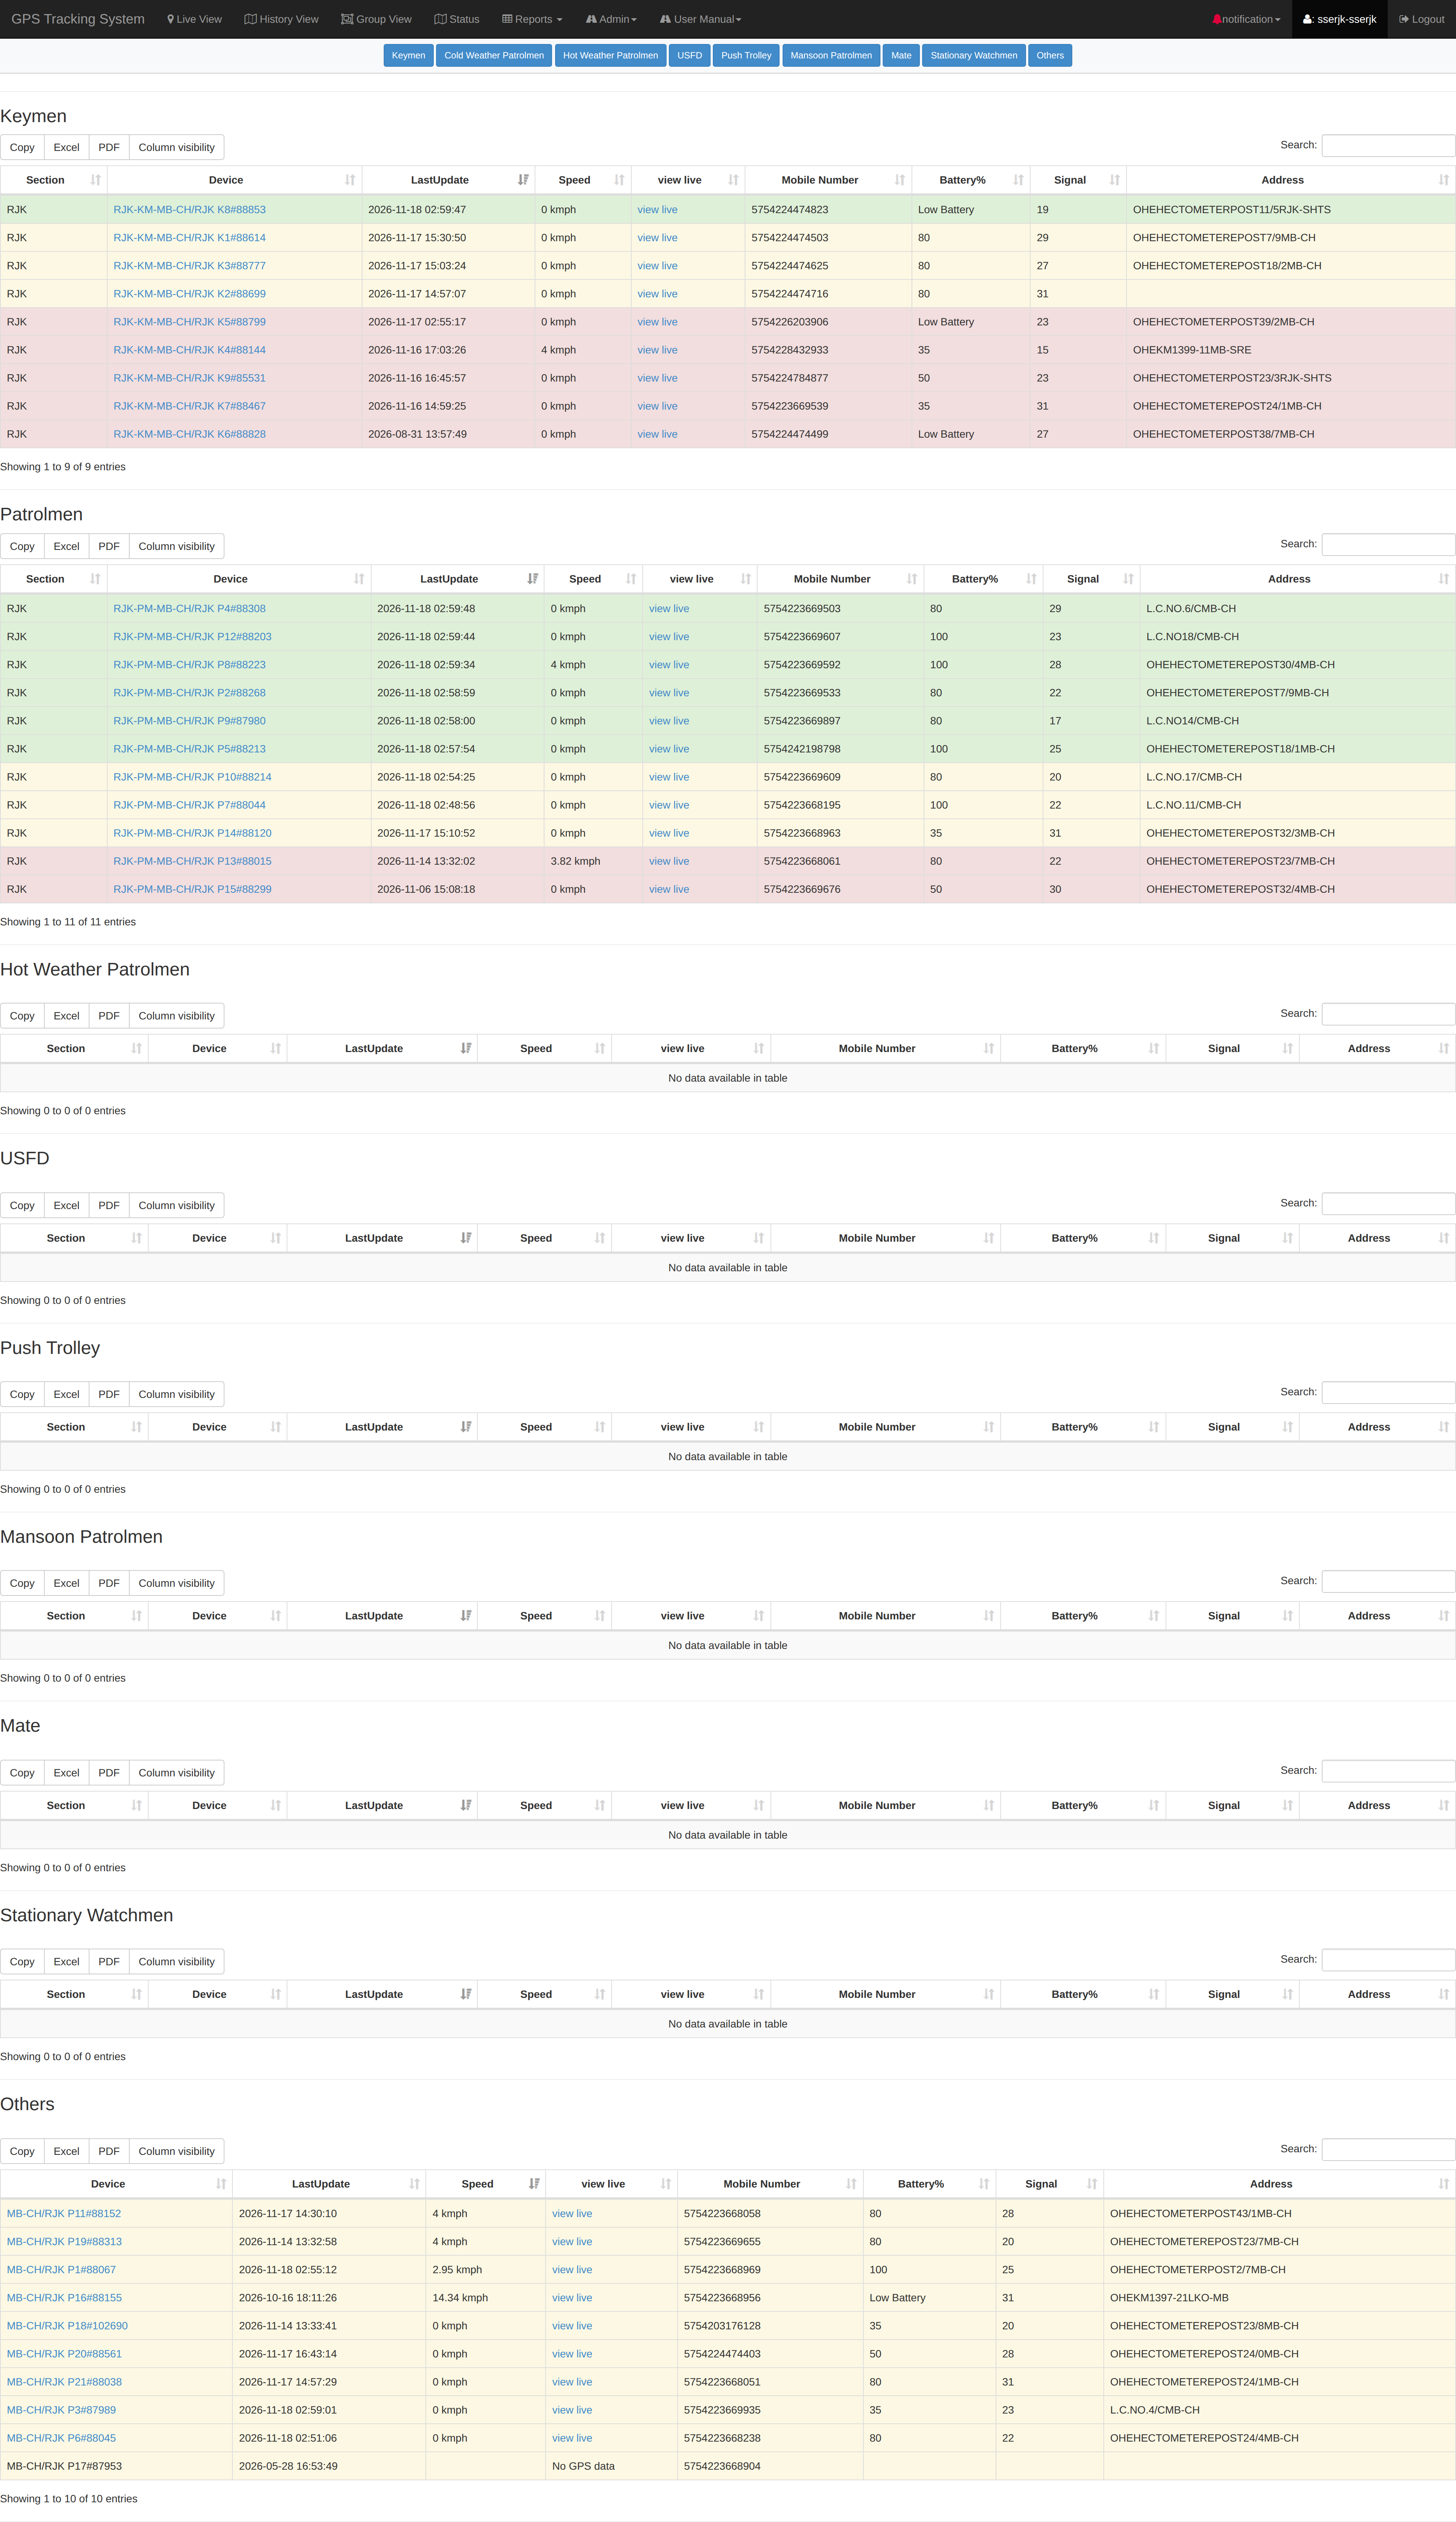 GPS Tracking System Live View History View Group View Status Reports Admin User Manual notification : sserjk-sserjk Logout
Keymen Cold Weather Patrolmen Hot Weather Patrolmen USFD Push Trolley Mansoon Patrolmen Mate Stationary Watchmen Others
Keymen
Copy Excel PDF Column visibility Search:
Section Device LastUpdate Speed view live Mobile Number Battery% Signal Address
RJK RJK-KM-MB-CH/RJK K8#88853 2026-11-18 02:59:47 0 kmph view live 5754224474823 Low Battery 19 OHEHECTOMETERPOST11/5RJK-SHTS
RJK RJK-KM-MB-CH/RJK K1#88614 2026-11-17 15:30:50 0 kmph view live 5754224474503 80 29 OHEHECTOMETEREPOST7/9MB-CH
RJK RJK-KM-MB-CH/RJK K3#88777 2026-11-17 15:03:24 0 kmph view live 5754224474625 80 27 OHEHECTOMETEREPOST18/2MB-CH
RJK RJK-KM-MB-CH/RJK K2#88699 2026-11-17 14:57:07 0 kmph view live 5754224474716 80 31
RJK RJK-KM-MB-CH/RJK K5#88799 2026-11-17 02:55:17 0 kmph view live 5754226203906 Low Battery 23 OHEHECTOMETERPOST39/2MB-CH
RJK RJK-KM-MB-CH/RJK K4#88144 2026-11-16 17:03:26 4 kmph view live 5754228432933 35 15 OHEKM1399-11MB-SRE
RJK RJK-KM-MB-CH/RJK K9#85531 2026-11-16 16:45:57 0 kmph view live 5754224784877 50 23 OHEHECTOMETERPOST23/3RJK-SHTS
RJK RJK-KM-MB-CH/RJK K7#88467 2026-11-16 14:59:25 0 kmph view live 5754223669539 35 31 OHEHECTOMETEREPOST24/1MB-CH
RJK RJK-KM-MB-CH/RJK K6#88828 2026-08-31 13:57:49 0 kmph view live 5754224474499 Low Battery 27 OHEHECTOMETERPOST38/7MB-CH
Showing 1 to 9 of 9 entries
Patrolmen
Copy Excel PDF Column visibility Search:
Section Device LastUpdate Speed view live Mobile Number Battery% Signal Address
RJK RJK-PM-MB-CH/RJK P4#88308 2026-11-18 02:59:48 0 kmph view live 5754223669503 80 29 L.C.NO.6/CMB-CH
RJK RJK-PM-MB-CH/RJK P12#88203 2026-11-18 02:59:44 0 kmph view live 5754223669607 100 23 L.C.NO18/CMB-CH
RJK RJK-PM-MB-CH/RJK P8#88223 2026-11-18 02:59:34 4 kmph view live 5754223669592 100 28 OHEHECTOMETEREPOST30/4MB-CH
RJK RJK-PM-MB-CH/RJK P2#88268 2026-11-18 02:58:59 0 kmph view live 5754223669533 80 22 OHEHECTOMETEREPOST7/9MB-CH
RJK RJK-PM-MB-CH/RJK P9#87980 2026-11-18 02:58:00 0 kmph view live 5754223669897 80 17 L.C.NO14/CMB-CH
RJK RJK-PM-MB-CH/RJK P5#88213 2026-11-18 02:57:54 0 kmph view live 5754242198798 100 25 OHEHECTOMETEREPOST18/1MB-CH
RJK RJK-PM-MB-CH/RJK P10#88214 2026-11-18 02:54:25 0 kmph view live 5754223669609 80 20 L.C.NO.17/CMB-CH
RJK RJK-PM-MB-CH/RJK P7#88044 2026-11-18 02:48:56 0 kmph view live 5754223668195 100 22 L.C.NO.11/CMB-CH
RJK RJK-PM-MB-CH/RJK P14#88120 2026-11-17 15:10:52 0 kmph view live 5754223668963 35 31 OHEHECTOMETEREPOST32/3MB-CH
RJK RJK-PM-MB-CH/RJK P13#88015 2026-11-14 13:32:02 3.82 kmph view live 5754223668061 80 22 OHEHECTOMETEREPOST23/7MB-CH
RJK RJK-PM-MB-CH/RJK P15#88299 2026-11-06 15:08:18 0 kmph view live 5754223669676 50 30 OHEHECTOMETEREPOST32/4MB-CH
Showing 1 to 11 of 11 entries
Hot Weather Patrolmen
Copy Excel PDF Column visibility Search:
Section Device LastUpdate Speed view live Mobile Number Battery% Signal Address
No data available in table
Showing 0 to 0 of 0 entries
USFD
Copy Excel PDF Column visibility Search:
Section Device LastUpdate Speed view live Mobile Number Battery% Signal Address
No data available in table
Showing 0 to 0 of 0 entries
Push Trolley
Copy Excel PDF Column visibility Search:
Section Device LastUpdate Speed view live Mobile Number Battery% Signal Address
No data available in table
Showing 0 to 0 of 0 entries
Mansoon Patrolmen
Copy Excel PDF Column visibility Search:
Section Device LastUpdate Speed view live Mobile Number Battery% Signal Address
No data available in table
Showing 0 to 0 of 0 entries
Mate
Copy Excel PDF Column visibility Search:
Section Device LastUpdate Speed view live Mobile Number Battery% Signal Address
No data available in table
Showing 0 to 0 of 0 entries
Stationary Watchmen
Copy Excel PDF Column visibility Search:
Section Device LastUpdate Speed view live Mobile Number Battery% Signal Address
No data available in table
Showing 0 to 0 of 0 entries
Others
Copy Excel PDF Column visibility Search:
Device LastUpdate Speed view live Mobile Number Battery% Signal Address
MB-CH/RJK P11#88152 2026-11-17 14:30:10 4 kmph view live 5754223668058 80 28 OHEHECTOMETERPOST43/1MB-CH
MB-CH/RJK P19#88313 2026-11-14 13:32:58 4 kmph view live 5754223669655 80 20 OHEHECTOMETEREPOST23/7MB-CH
MB-CH/RJK P1#88067 2026-11-18 02:55:12 2.95 kmph view live 5754223668969 100 25 OHEHECTOMETERPOST2/7MB-CH
MB-CH/RJK P16#88155 2026-10-16 18:11:26 14.34 kmph view live 5754223668956 Low Battery 31 OHEKM1397-21LKO-MB
MB-CH/RJK P18#102690 2026-11-14 13:33:41 0 kmph view live 5754203176128 35 20 OHEHECTOMETEREPOST23/8MB-CH
MB-CH/RJK P20#88561 2026-11-17 16:43:14 0 kmph view live 5754224474403 50 28 OHEHECTOMETEREPOST24/0MB-CH
MB-CH/RJK P21#88038 2026-11-17 14:57:29 0 kmph view live 5754223668051 80 31 OHEHECTOMETEREPOST24/1MB-CH
MB-CH/RJK P3#87989 2026-11-18 02:59:01 0 kmph view live 5754223669935 35 23 L.C.NO.4/CMB-CH
MB-CH/RJK P6#88045 2026-11-18 02:51:06 0 kmph view live 5754223668238 80 22 OHEHECTOMETEREPOST24/4MB-CH
MB-CH/RJK P17#87953 2026-05-28 16:53:49 No GPS data 5754223668904
Showing 1 to 10 of 10 entries